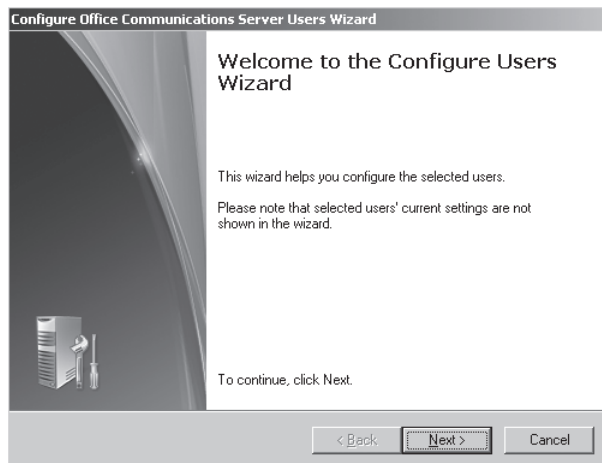 Configure Office Communications Server Users Wizard
Welcome to the Configure Users
Wizard
This wizard helps you configure the selected users.
Please note that selected users' current settings are not
shown in the wizard.
To continue, click Next.
< Back
Next >
Cancel